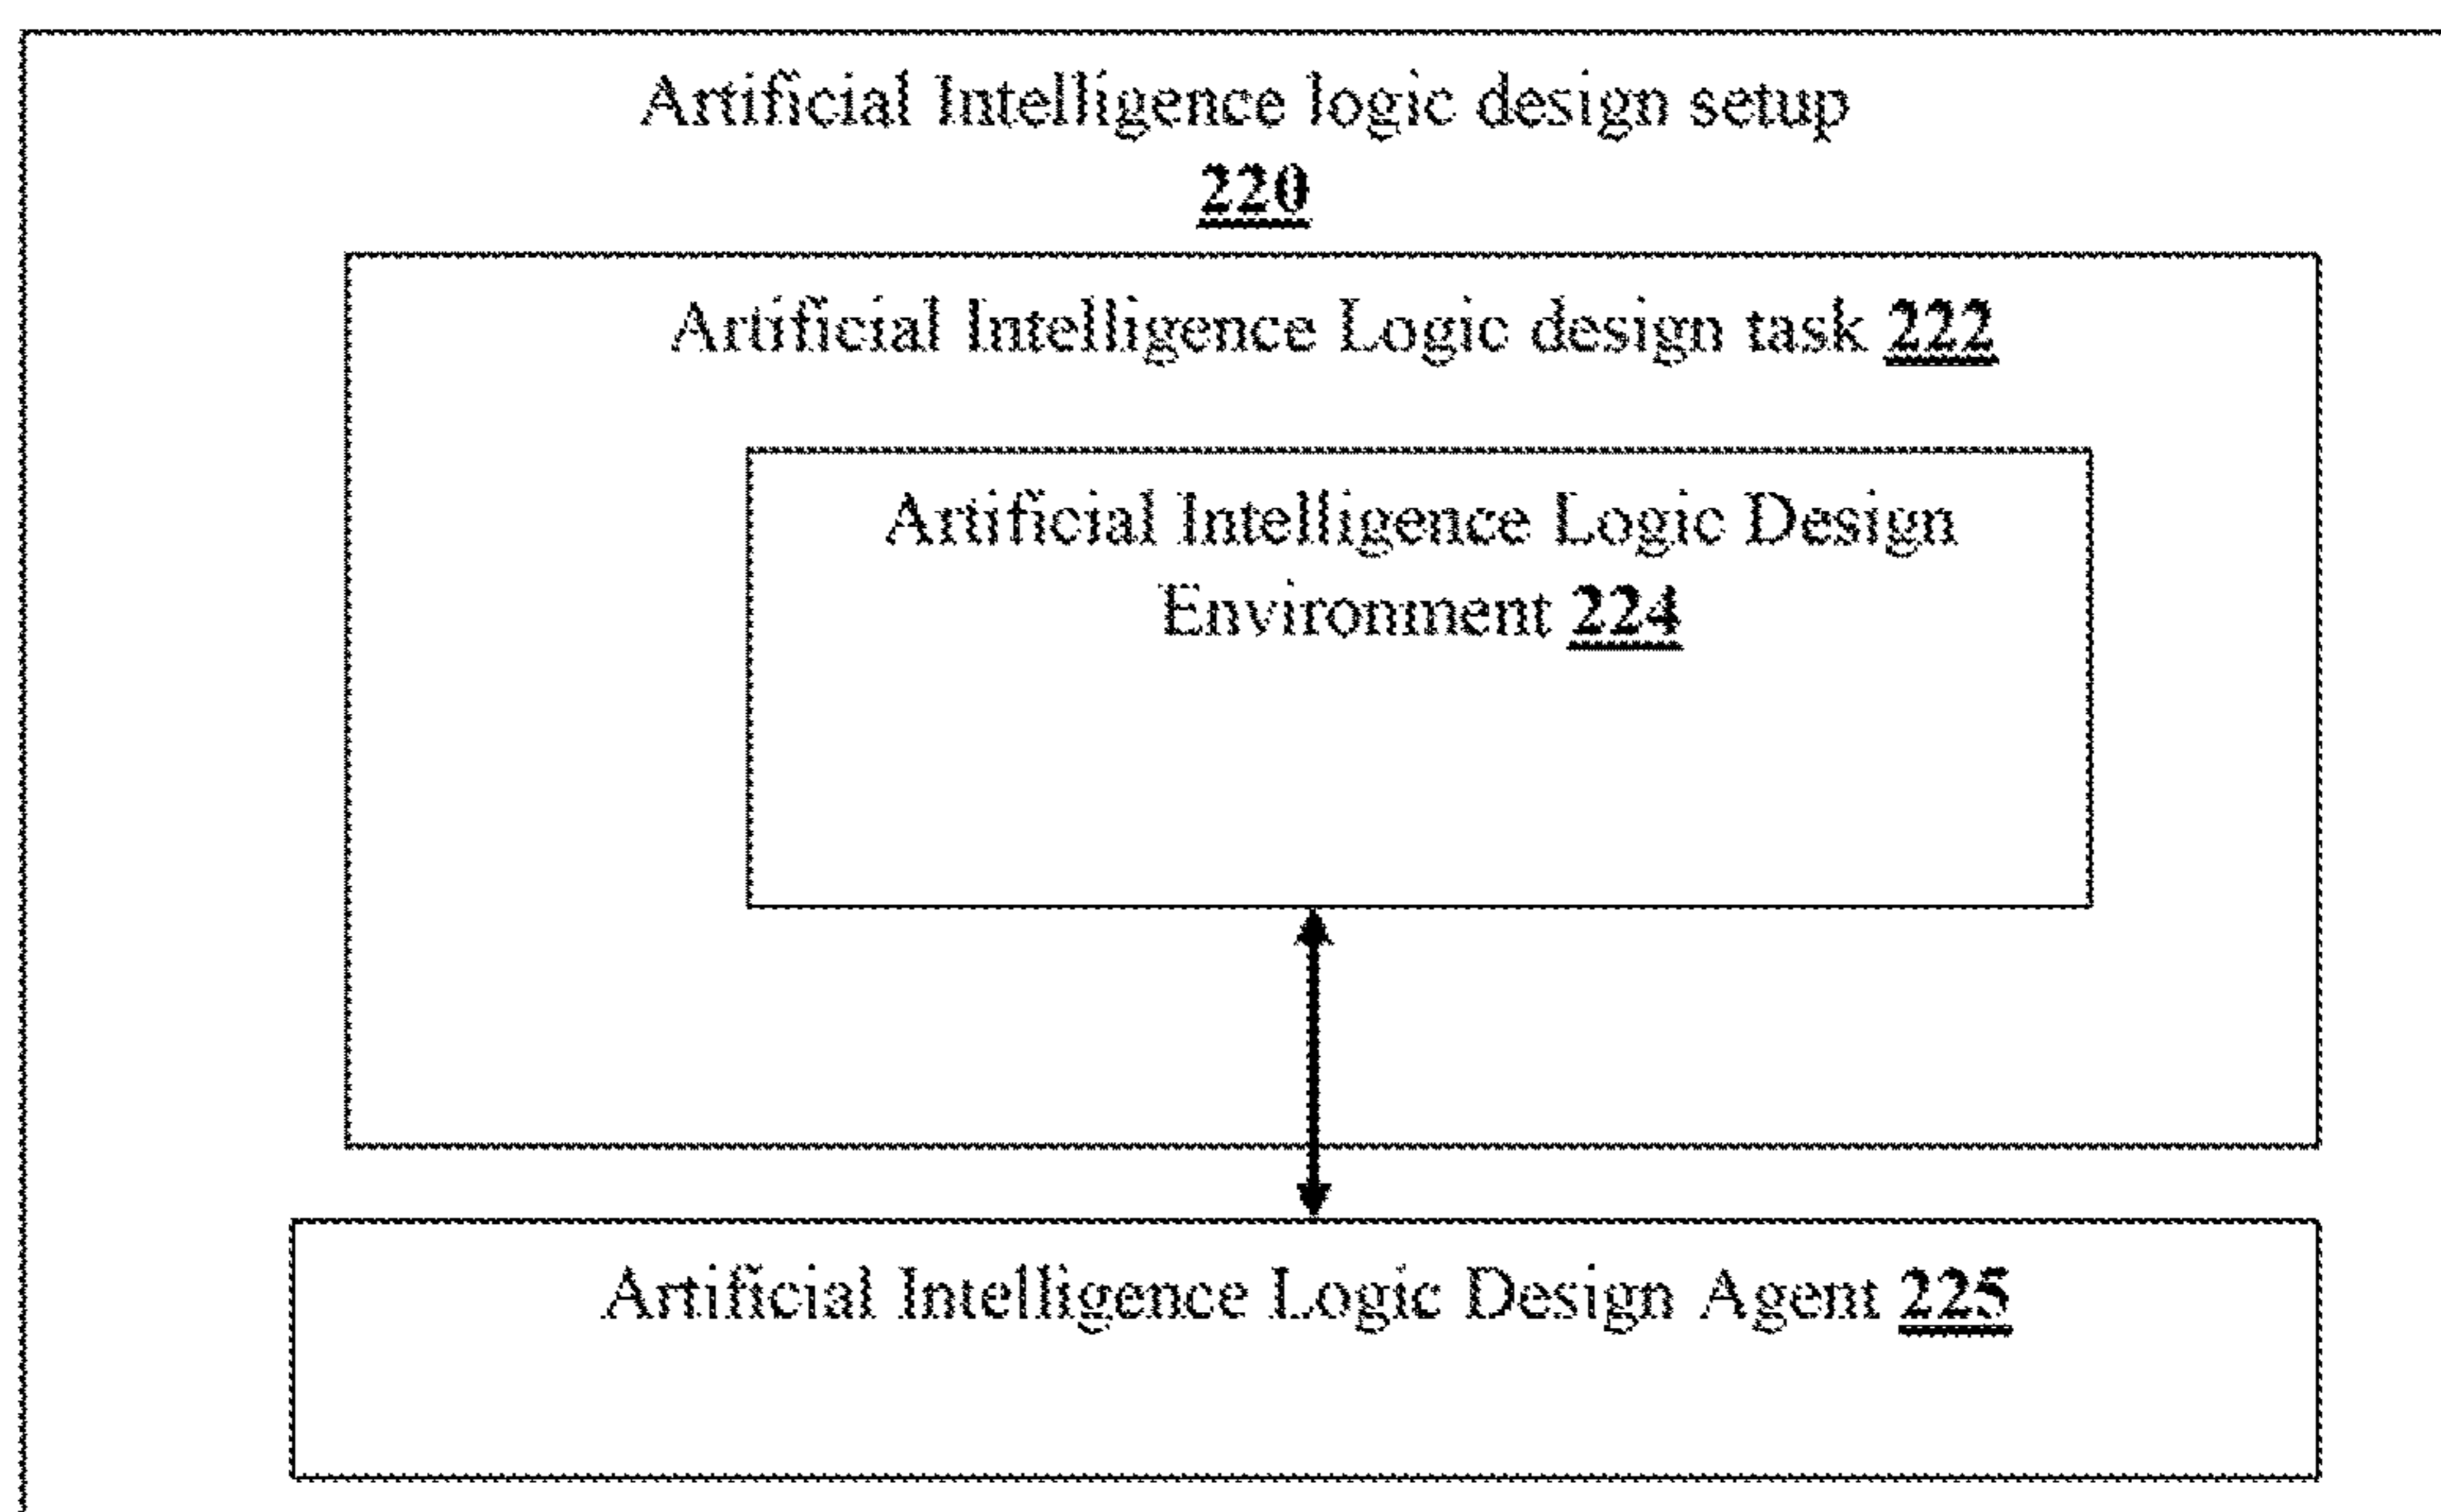 Artificial Intelligence logic design setup
220
Artificial Intelligence Logic design task 222
Artificial Intelligence Logic Design
Environment 224
Artificial Intelligence Logic Design Agent 225